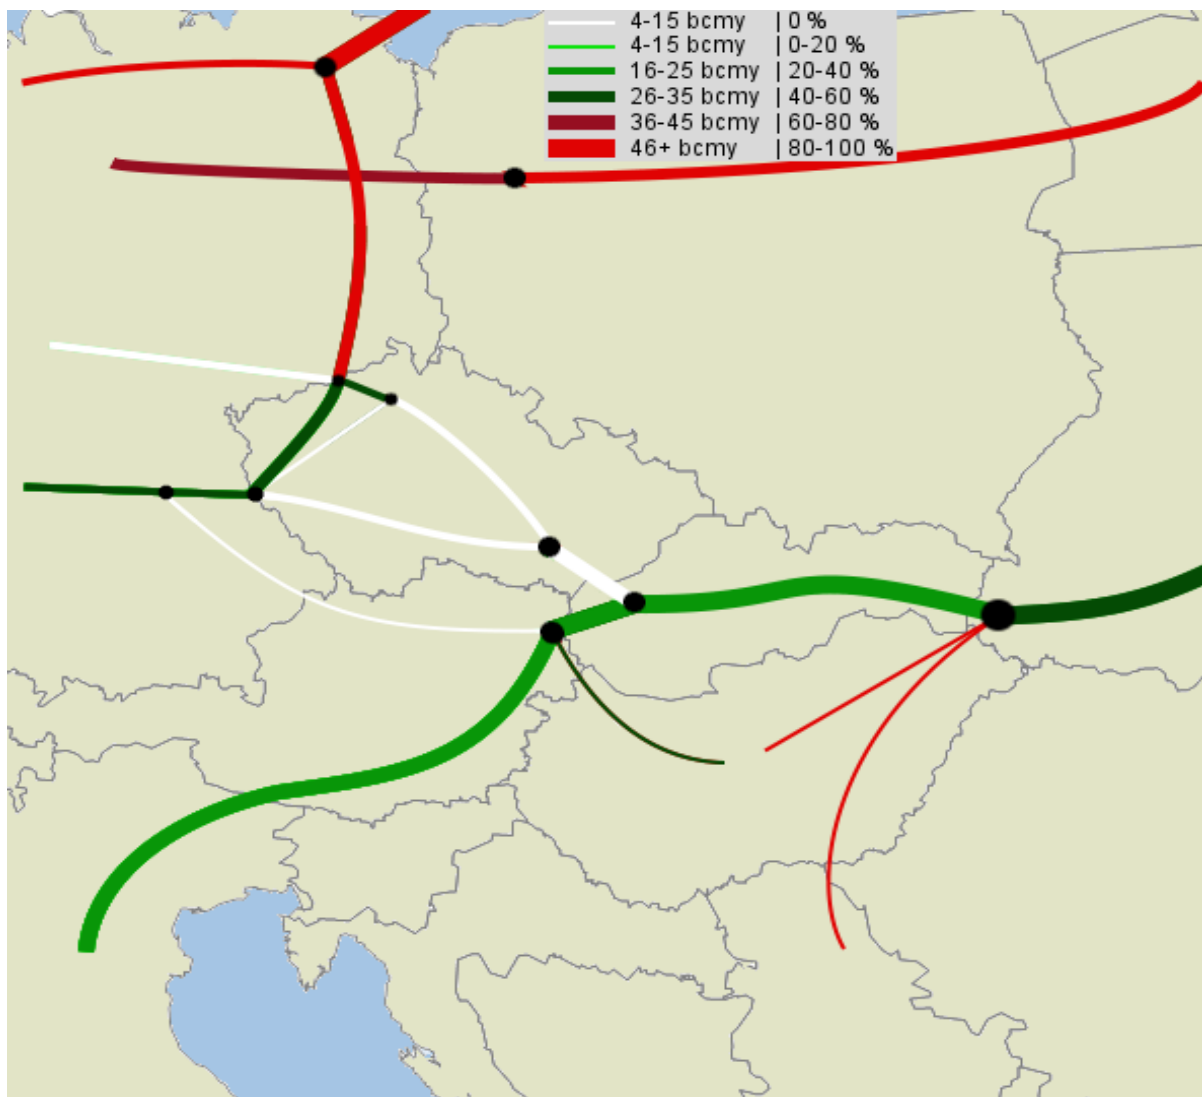 4-15 bcmy | 0 %
4-15 bcmy | 0-20 %
16-25 bcmy | 20-40 %
26-35 bcmy | 40-60 %
36-45 bcmy | 60-80 %
46+ bcmy | 80-100 %